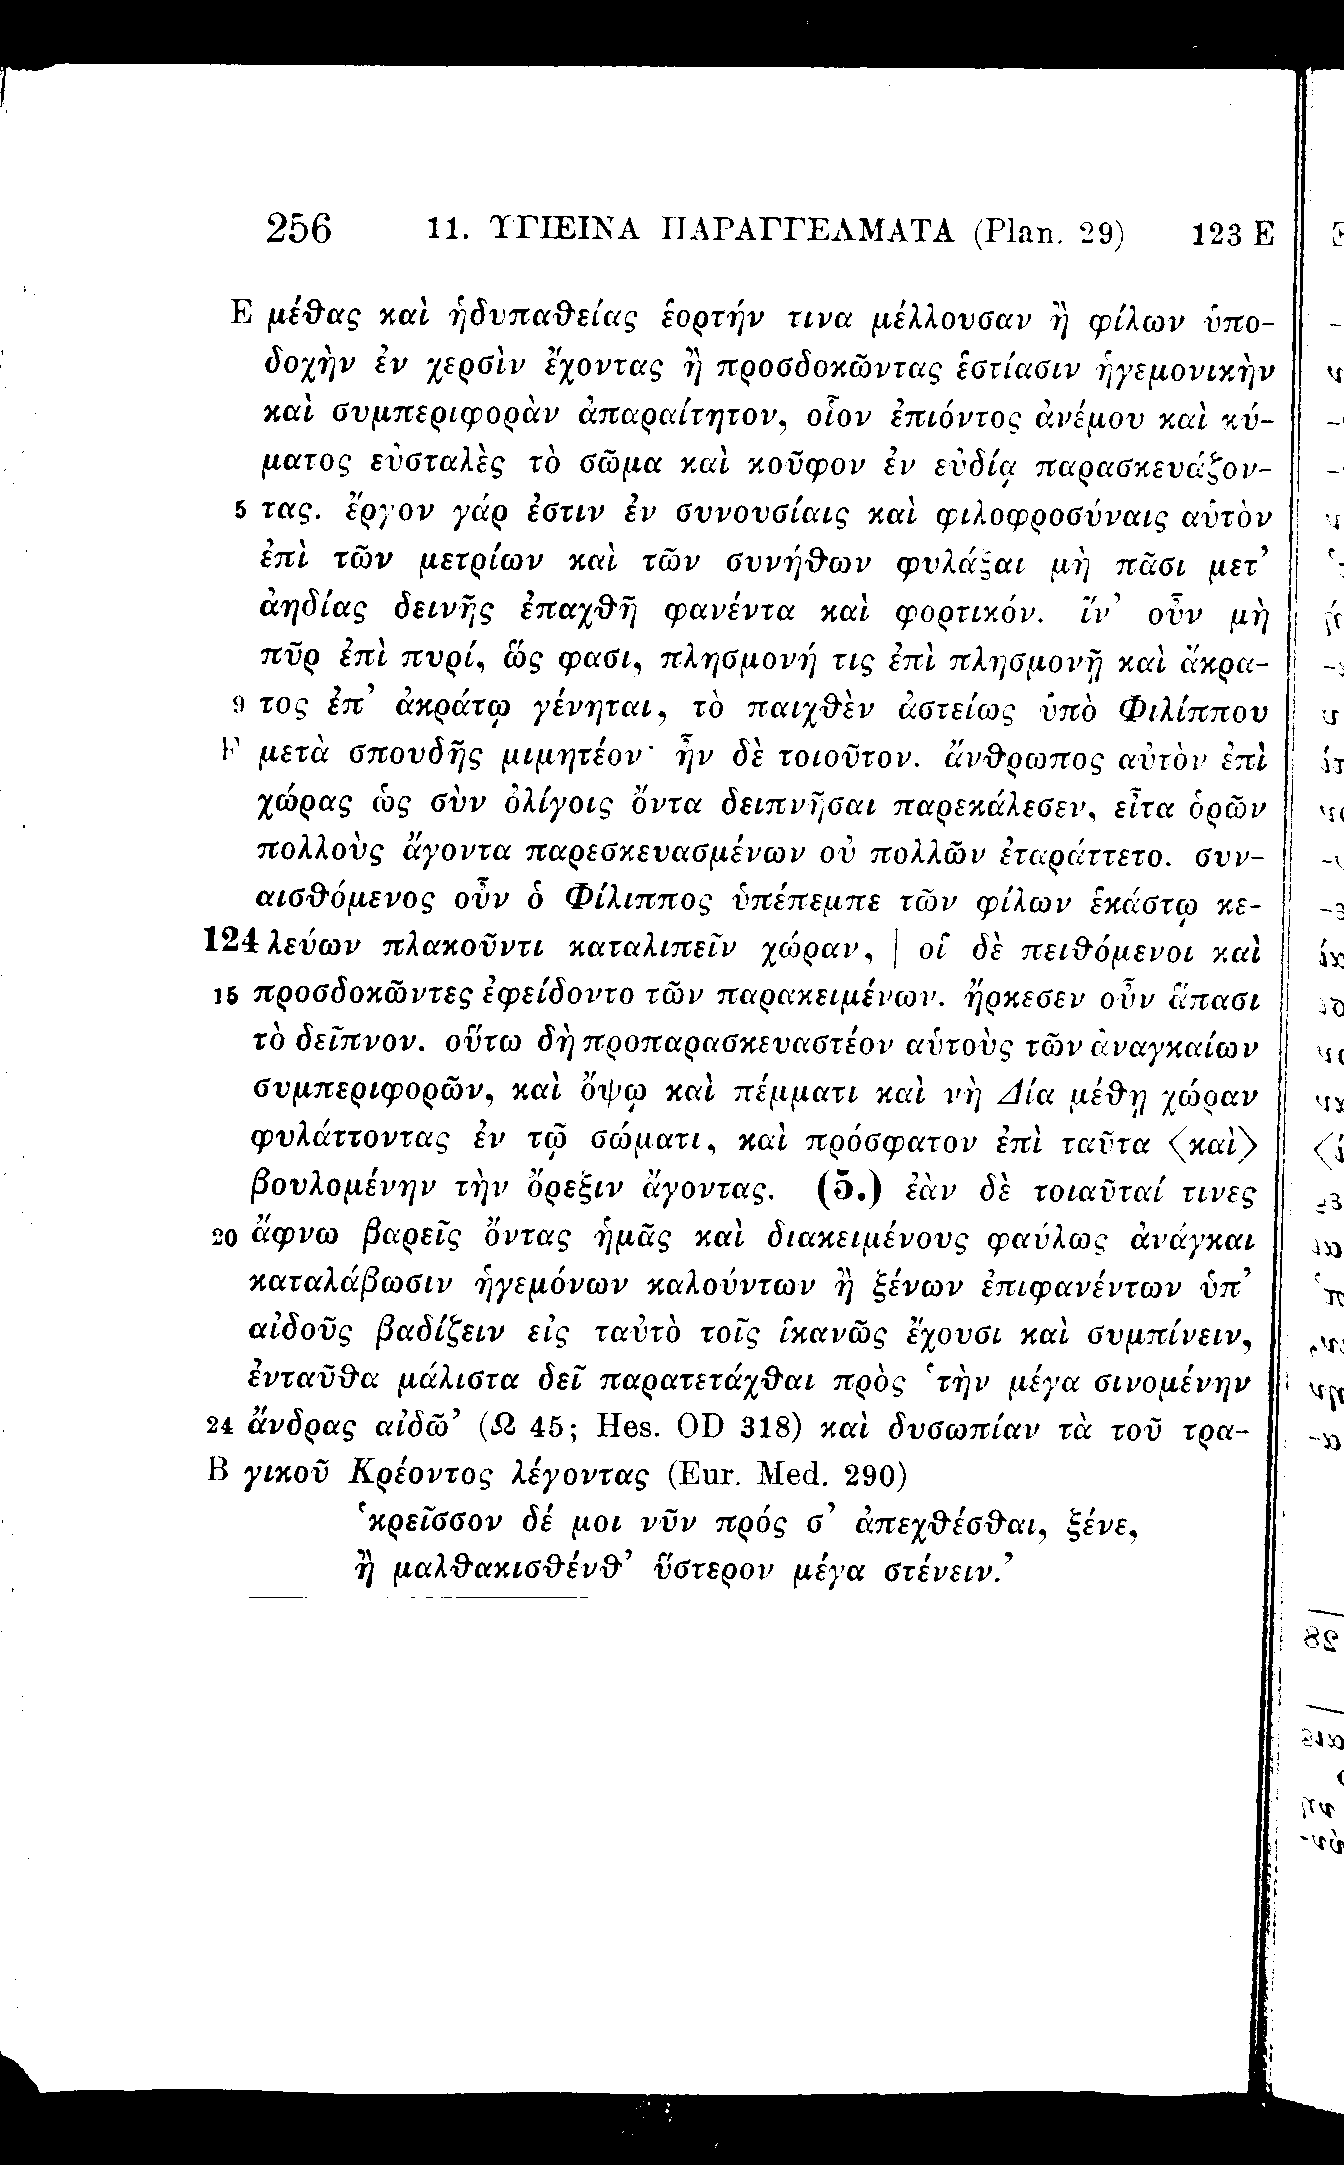 256 11. ΥΓΙΕΙΝΑ ΠΑΡΑΓΓΕΛΜΑΤΑ (Plan. 29) 123 E
E μέθας καὶ ἡδυπαθείας ἑορτήν τινα μέλλουσαν ἢ φίλων ὑπο-
δοχὴν ἐν χερσὶν ἔχοντας ἢ προσδοκῶντας ἑστίασιν ἡγεμονικὴν
καὶ συμπεριφορὰν ἀπαραίτητον, οἷον ἐπιόντος ἀνέμου καὶ κύ-
ματος εὐσταλὲς τὸ σῶμα καὶ κοῦφον ἐν εὐδίᾳ παρασκευάζον-
5 τας. ἔργον γάρ ἐστιν ἐν συνουσίαις καὶ φιλοφροσύναις αὑτὸν
ἐπὶ τῶν μετρίων καὶ τῶν συνήθων φυλάξαι μὴ πᾶσι μετ’
ἀηδίας δεινῆς ἐπαχθῆ φανέντα καὶ φορτικόν. ἵν’ οὖν μὴ
πῦρ ἐπὶ πυρί, ὥς φασι, πλησμονή τις ἐπὶ πλησμονῇ καὶ ἄκρα-
9 τος ἐπ’ ἀκράτῳ γένηται, τὸ παιχθὲν ἀστείως ὑπὸ Φιλίππου
F μετὰ σπουδῆς μιμητέον· ἦν δὲ τοιοῦτον. ἄνθρωπος αὐτὸν ἐπὶ
χώρας ὡς σὺν ὀλίγοις ὄντα δειπνῆσαι παρεκάλεσεν, εἶτα ὁρῶν
πολλοὺς ἄγοντα παρεσκευασμένων οὐ πολλῶν ἐταράττετο. συν-
αισθόμενος οὖν ὁ Φίλιππος ὑπέπεμπε τῶν φίλων ἑκάστῳ κε-
124 λεύων πλακοῦντι καταλιπεῖν χώραν, | οἱ δὲ πειθόμενοι καὶ
15 προσδοκῶντες ἐφείδοντο τῶν παρακειμένων. ἤρκεσεν οὖν ἅπασι
τὸ δεῖπνον. οὕτω δὴ προπαρασκευαστέον αὑτοὺς τῶν ἀναγκαίων
συμπεριφορῶν, καὶ ὄψῳ καὶ πέμματι καὶ νὴ Δία μέθῃ χώραν
φυλάττοντας ἐν τῷ σώματι, καὶ πρόσφατον ἐπὶ ταῦτα ⟨καὶ⟩
βουλομένην τὴν ὄρεξιν ἄγοντας. (5.) ἐὰν δὲ τοιαῦταί τινες
20 ἄφνω βαρεῖς ὄντας ἡμᾶς καὶ διακειμένους φαύλως ἀνάγκαι
καταλάβωσιν ἡγεμόνων καλούντων ἢ ξένων ἐπιφανέντων ὑπ’
αἰδοῦς βαδίζειν εἰς ταὐτὸ τοῖς ἱκανῶς ἔχουσι καὶ συμπίνειν,
ἐνταῦθα μάλιστα δεῖ παρατετάχθαι πρὸς ‘τὴν μέγα σινομένην
24 ἄνδρας αἰδῶ’ (Ω 45; Hes. OD 318) καὶ δυσωπίαν τὰ τοῦ τρα-
B γικοῦ Κρέοντος λέγοντας (Eur. Med. 290)
‘κρεῖσσον δέ μοι νῦν πρός σ’ ἀπεχθέσθαι, ξένε,
ἢ μαλθακισθένθ’ ὕστερον μέγα στένειν.’